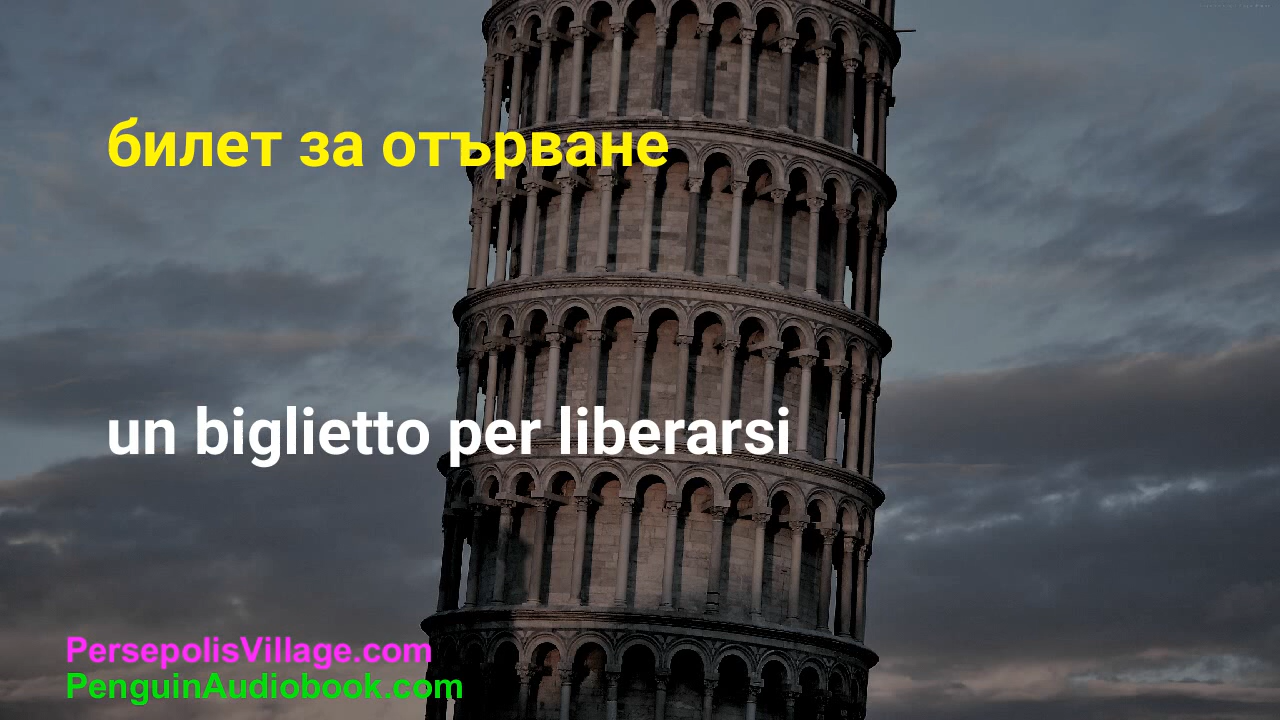 билет за отърване
un biglietto per liberarsi
PersepolisVillage.com
PenguinAudiobook.com